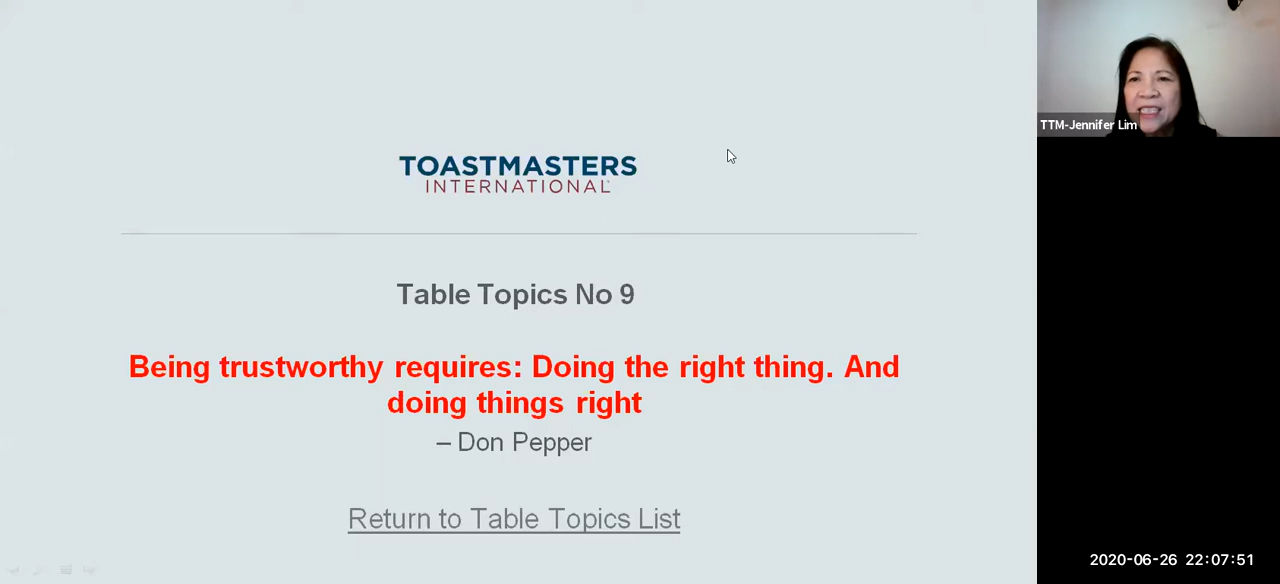 TOASTMASTERS
INTERNATIONAL
TTM-Jennifer Lim
Table Topics No 9
Being trustworthy requires: Doing the right thing. And
doing things right
– Don Pepper
Return to Table Topics List
2020-06-26 22:07:51